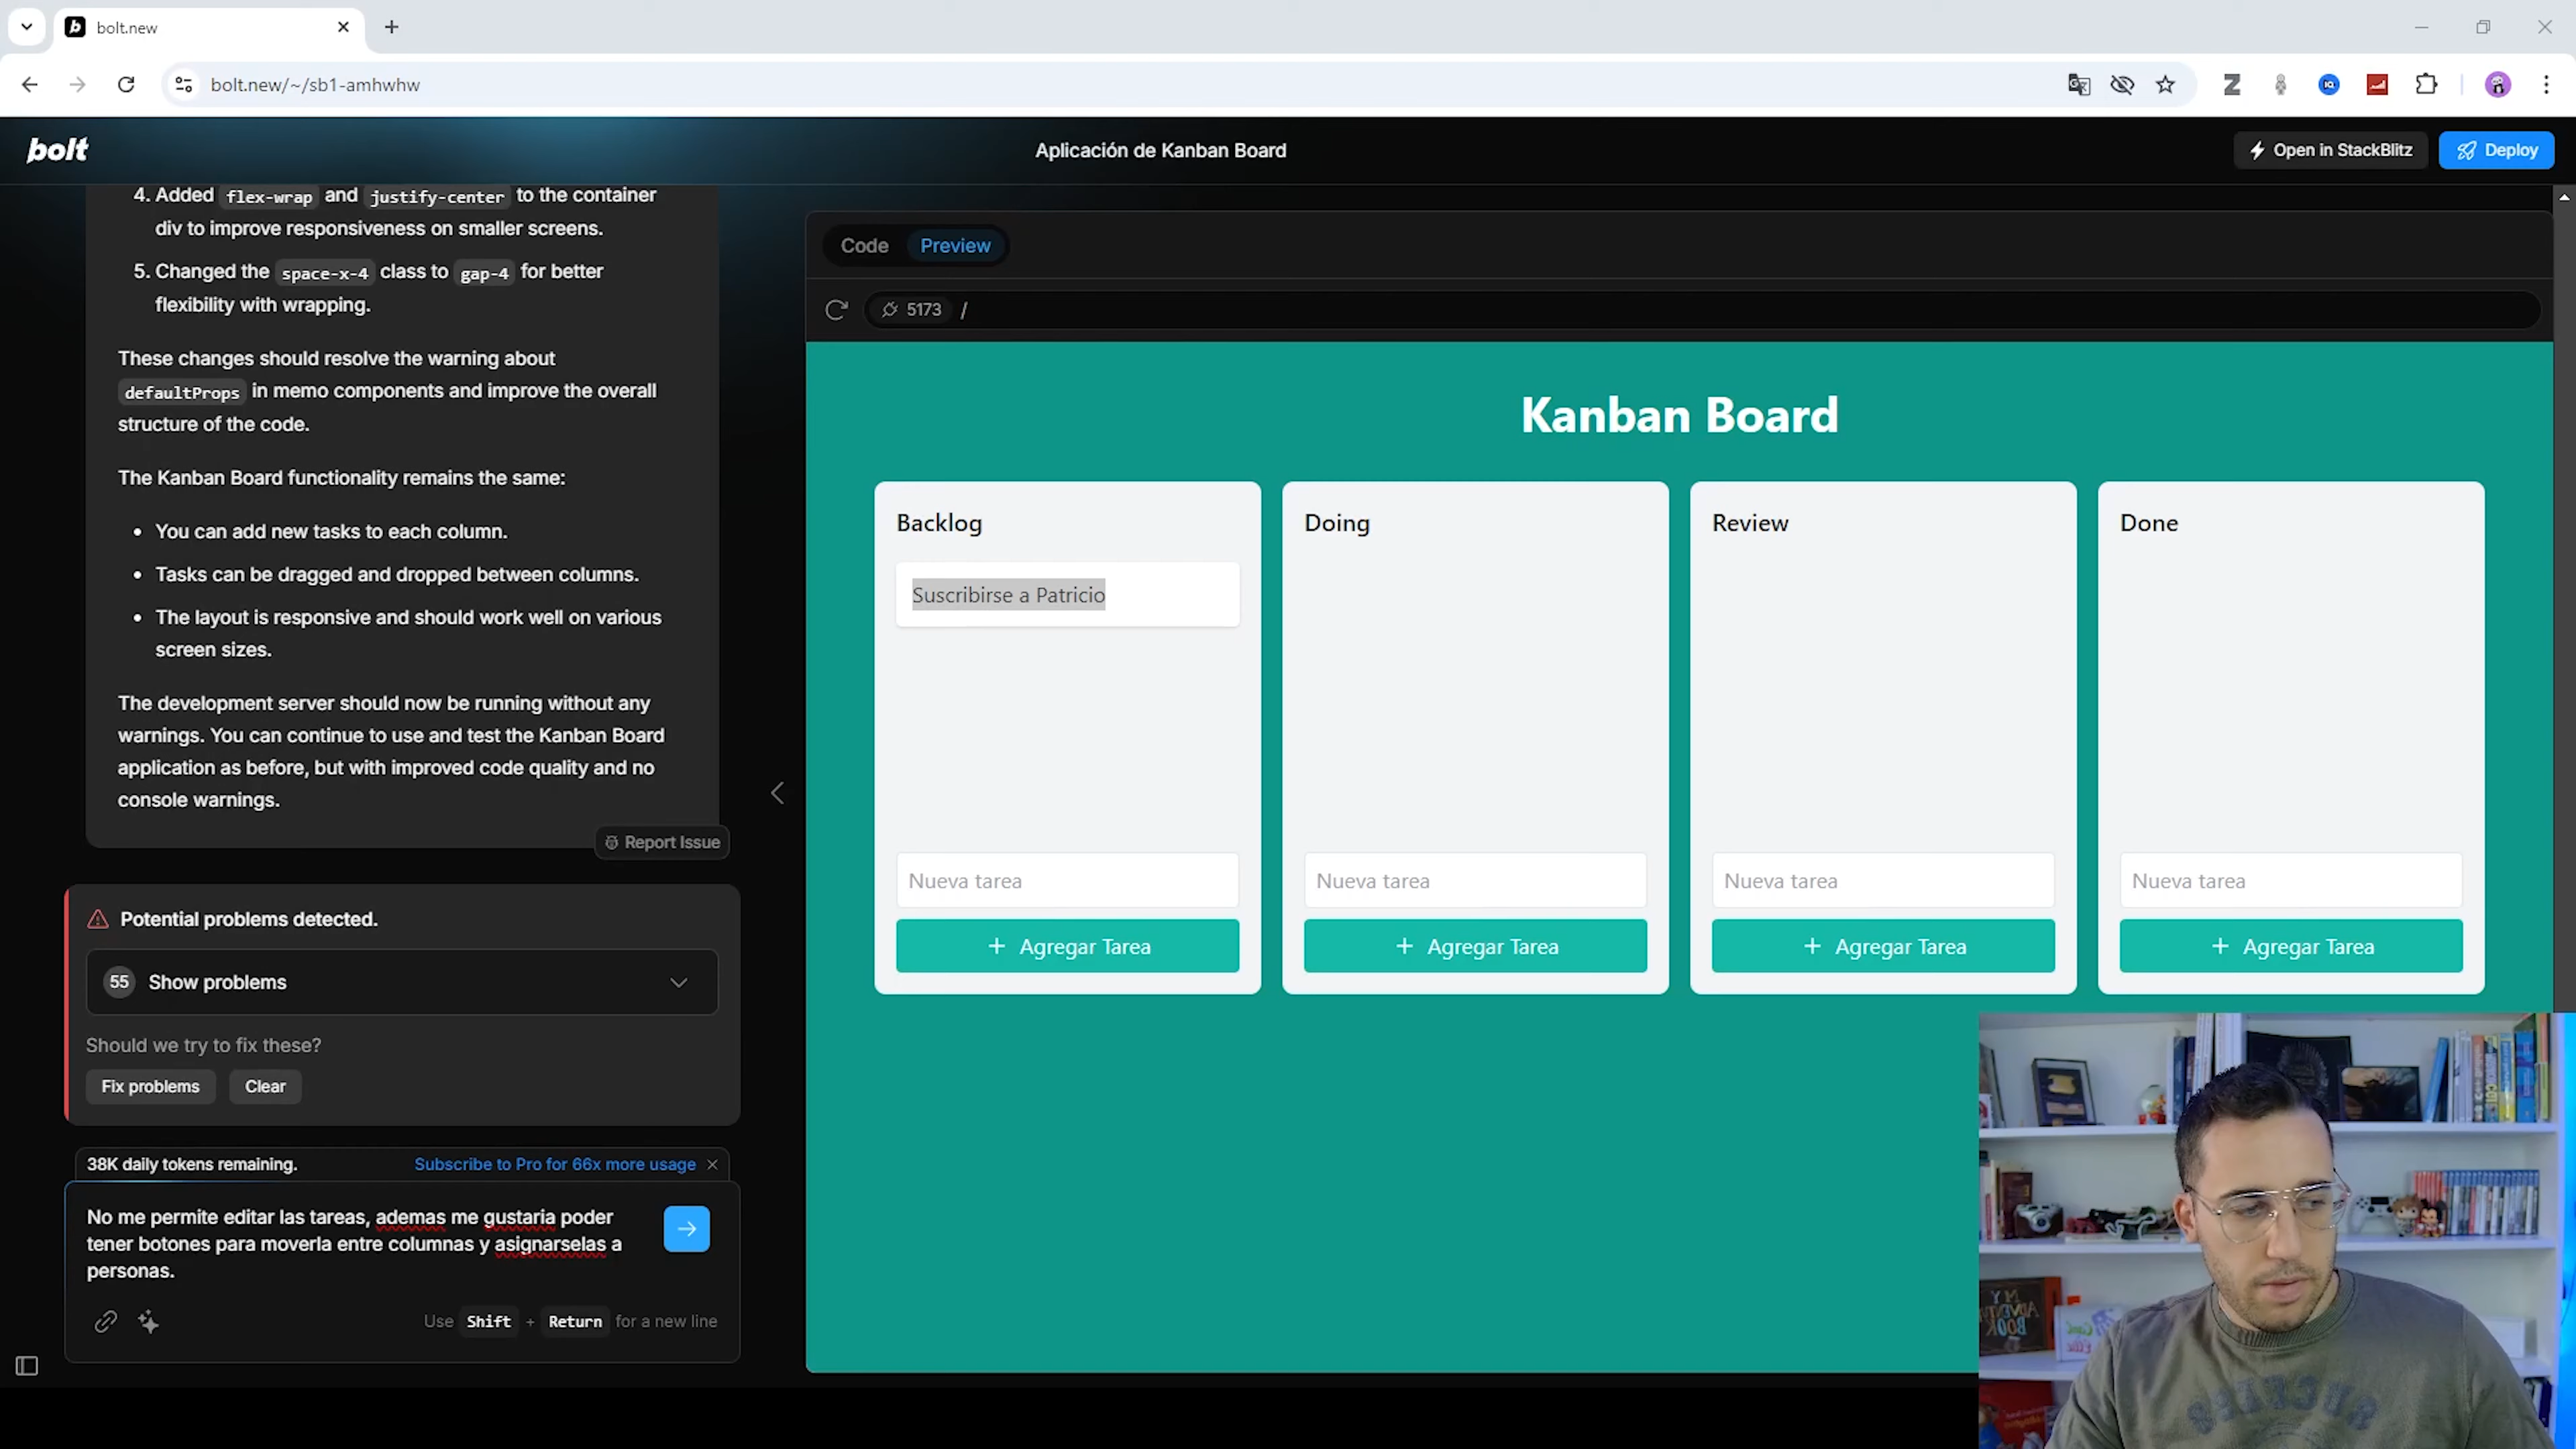 bolt.new
bolt.new/~/sb1-amhwhw
bolt
Aplicación de Kanban Board
Open in StackBlitz
Deploy
4. Added flex-wrap and justify-center to the container
div to improve responsiveness on smaller screens.
5. Changed the space-x-4 class to gap-4 for better
flexibility with wrapping.
These changes should resolve the warning about
defaultProps in memo components and improve the overall
structure of the code.
The Kanban Board functionality remains the same:
• You can add new tasks to each column.
• Tasks can be dragged and dropped between columns.
• The layout is responsive and should work well on various
screen sizes.
The development server should now be running without any
warnings. You can continue to use and test the Kanban Board
application as before, but with improved code quality and no
console warnings.
Report Issue
Potential problems detected.
55 Show problems
Should we try to fix these?
Fix problems Clear
38K daily tokens remaining. Subscribe to Pro for 66x more usage
No me permite editar las tareas, ademas me gustaria poder
tener botones para moverla entre columnas y asignarselas a
personas.
Use Shift + Return for a new line
Code Preview
5173 /
Kanban Board
Backlog
Suscribirse a Patricio
Nueva tarea
+ Agregar Tarea
Doing
Nueva tarea
+ Agregar Tarea
Review
Nueva tarea
+ Agregar Tarea
Done
Nueva tarea
+ Agregar Tarea
MY
ADVENTURE
BOOK